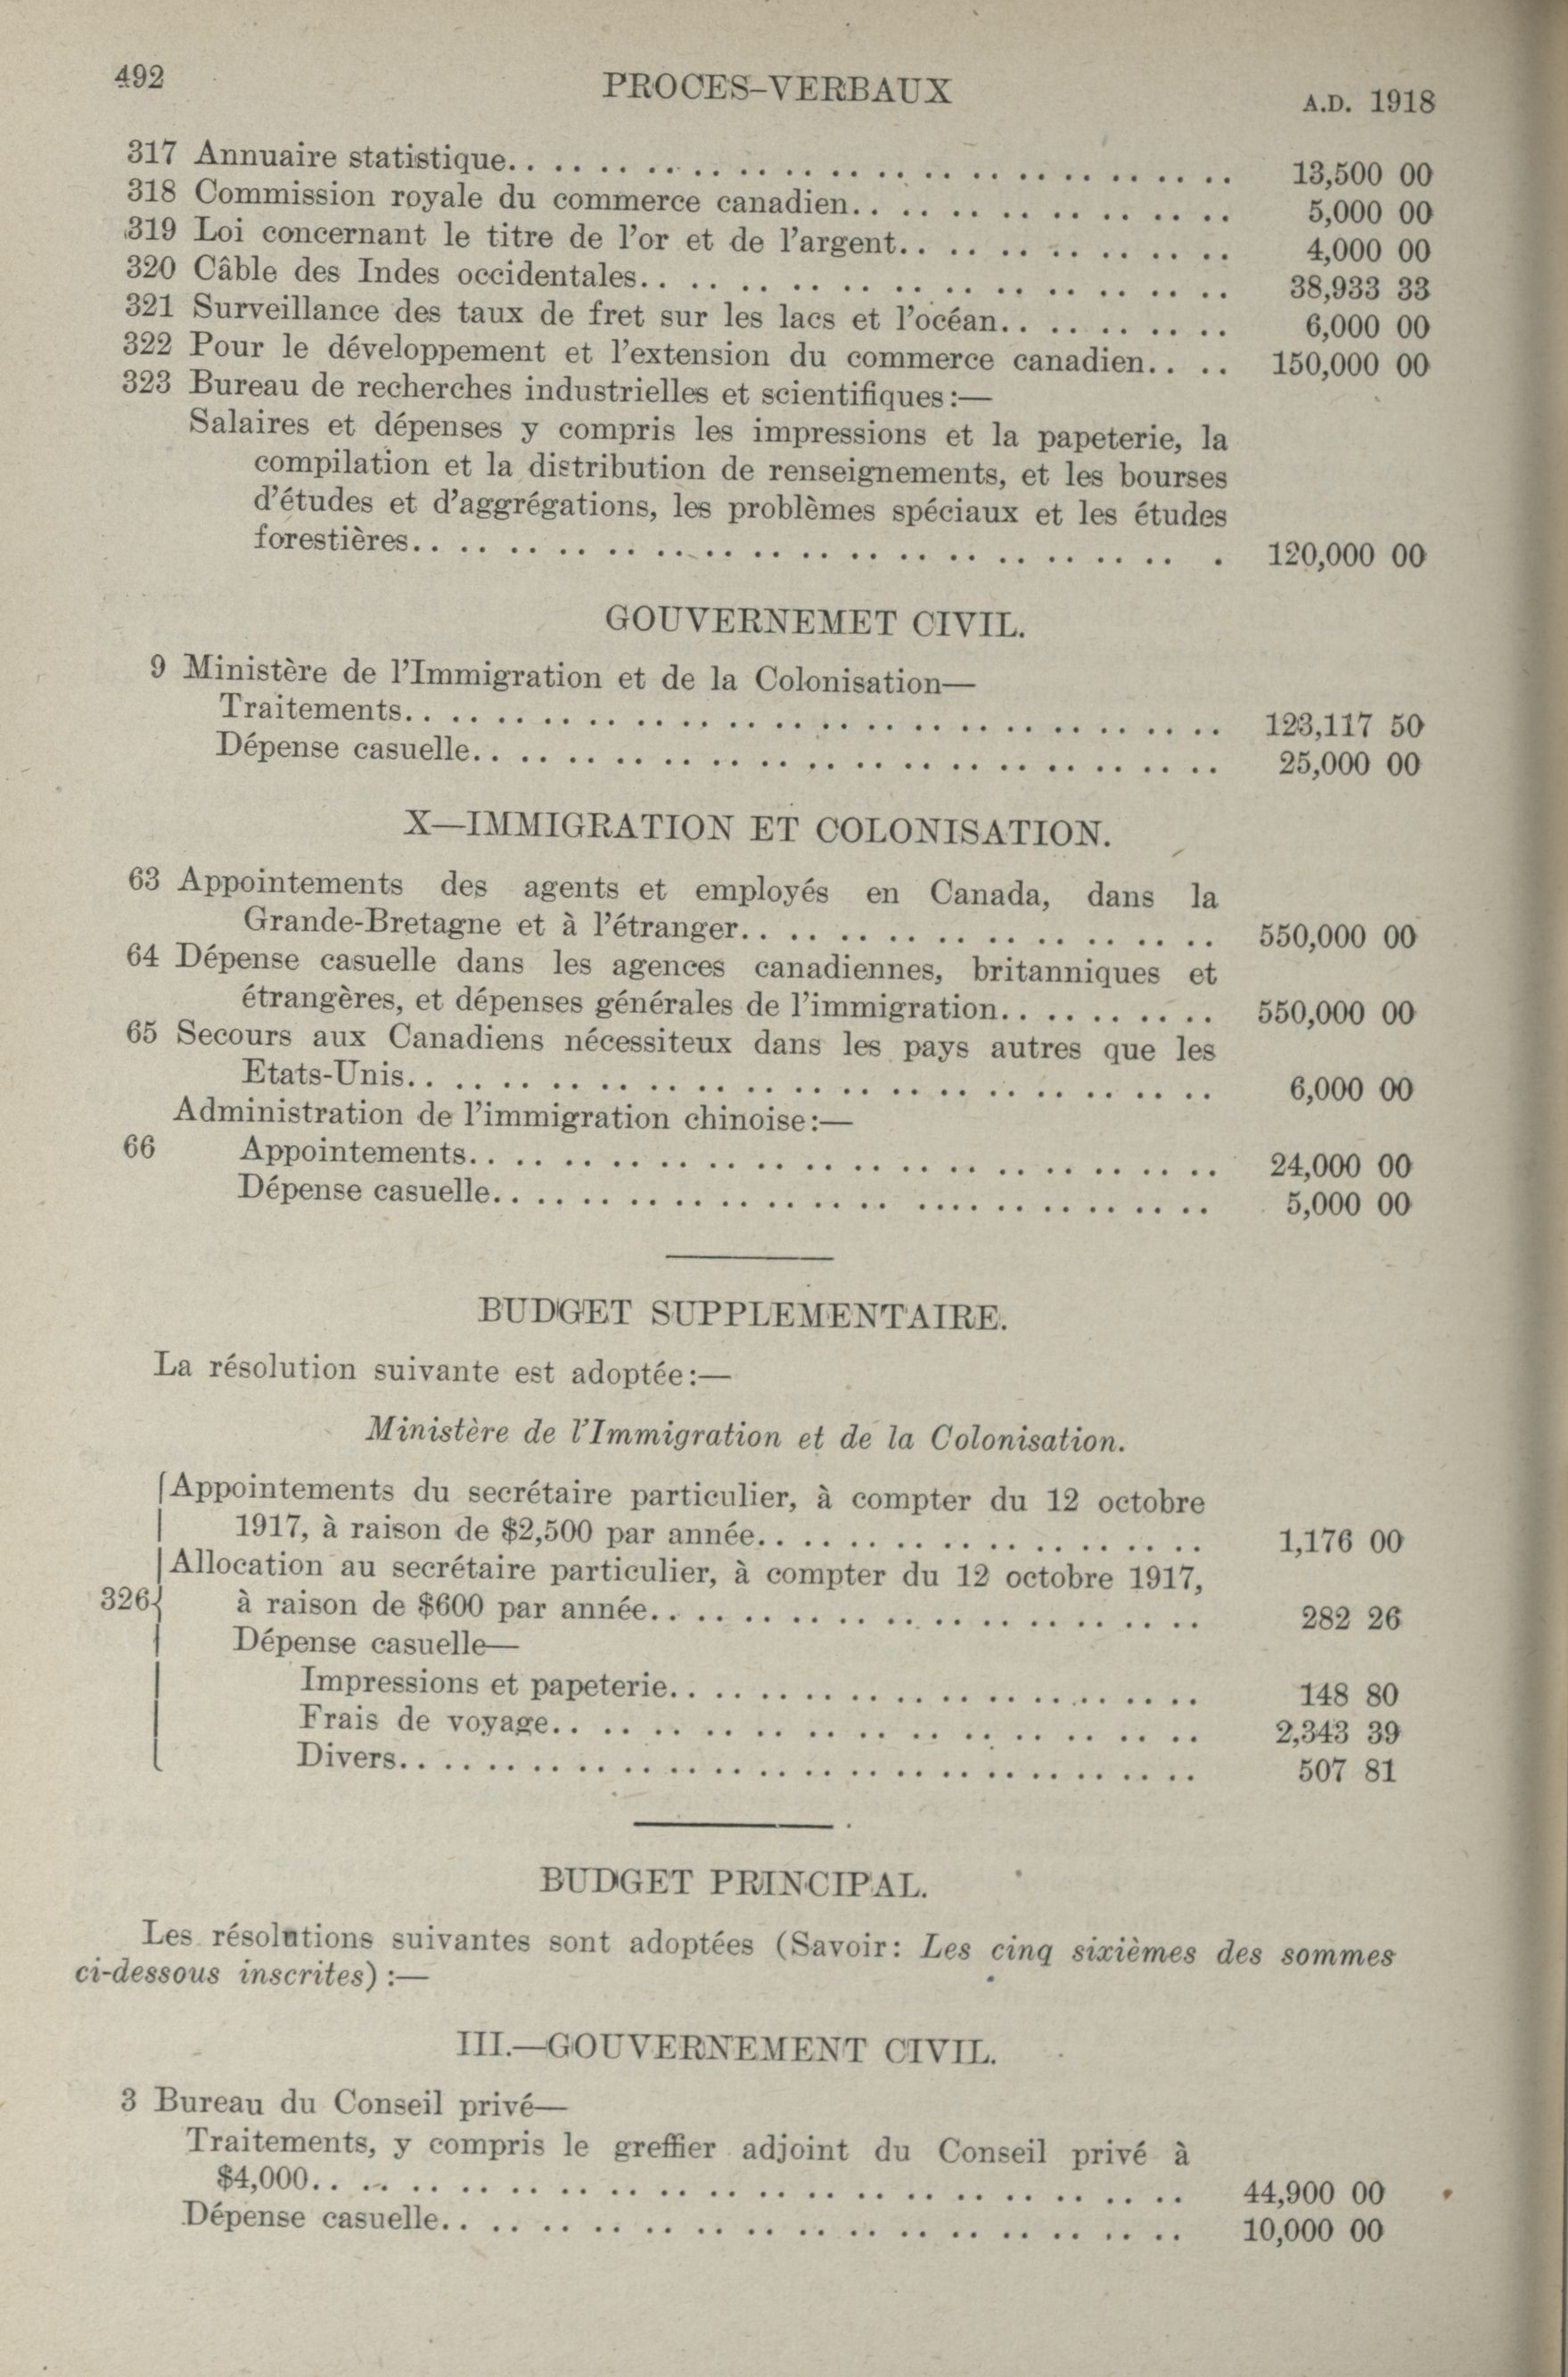 492
PROCES-VERBAUX
A.D. 1918
317 Annuaire statistique. . . . . . . . . . . . . . . . . . . . . . . . . . . . . . . . 13,500 00
318 Commission royale du commerce canadien. . . . . . . . . . . . . . . . 5,000 00
319 Loi concernant le titre de l'or et de l'argent. . . . . . . . . . . . . . 4,000 00
320 Câble des Indes occidentales. . . . . . . . . . . . . . . . . . . . . . . . 38,933 33
321 Surveillance des taux de fret sur les lacs et l'océan. . . . . . . . . . 6,000 00
322 Pour le développement et l'extension du commerce canadien. . . . 150,000 00
323 Bureau de recherches industrielles et scientifiques:—
Salaires et dépenses y compris les impressions et la papeterie, la
compilation et la distribution de renseignements, et les bourses
d'études et d'aggrégations, les problèmes spéciaux et les études
forestières. . . . . . . . . . . . . . . . . . . . . . . . . . . . . . . . . 120,000 00
GOUVERNEMET CIVIL.
9 Ministère de l'Immigration et de la Colonisation—
Traitements. . . . . . . . . . . . . . . . . . . . . . . . . . . . . . . . . . 123,117 50
Dépense casuelle. . . . . . . . . . . . . . . . . . . . . . . . . . . . . . . 25,000 00
X—IMMIGRATION ET COLONISATION.
63 Appointements des agents et employés en Canada, dans la
Grande-Bretagne et à l'étranger. . . . . . . . . . . . . . . . . . . . 550,000 00
64 Dépense casuelle dans les agences canadiennes, britanniques et
étrangères, et dépenses générales de l'immigration. . . . . . . . . . 550,000 00
65 Secours aux Canadiens nécessiteux dans les pays autres que les
Etats-Unis. . . . . . . . . . . . . . . . . . . . . . . . . . . . . . . . . . 6,000 00
Administration de l'immigration chinoise:—
66 Appointements. . . . . . . . . . . . . . . . . . . . . . . . . . . . . . . . 24,000 00
Dépense casuelle. . . . . . . . . . . . . . . . . . . . . . . . . . . . . . 5,000 00
BUDGET SUPPLEMENTAIRE.
La résolution suivante est adoptée:—
Ministère de l'Immigration et de la Colonisation.
Appointements du secrétaire particulier, à compter du 12 octobre
1917, à raison de $2,500 par année. . . . . . . . . . . . . . . . . . . 1,176 00
Allocation au secrétaire particulier, à compter du 12 octobre 1917,
326 { à raison de $600 par année. . . . . . . . . . . . . . . . . . . . . . . . 282 26
Dépense casuelle—
Impressions et papeterie. . . . . . . . . . . . . . . . . . . . . . . . 148 80
Frais de voyage. . . . . . . . . . . . . . . . . . . . . . . . . . . . 2,343 39
Divers. . . . . . . . . . . . . . . . . . . . . . . . . . . . . . . . . . . 507 81
BUDGET PRINCIPAL.
Les résolutions suivantes sont adoptées (Savoir: Les cinq sixièmes des sommes
ci-dessous inscrites) :—
III.—GOUVERNEMENT CIVIL.
3 Bureau du Conseil privé—
Traitements, y compris le greffier adjoint du Conseil privé à
$4,000. . . . . . . . . . . . . . . . . . . . . . . . . . . . . . . . . . . . 44,900 00
Dépense casuelle. . . . . . . . . . . . . . . . . . . . . . . . . . . . . . 10,000 00